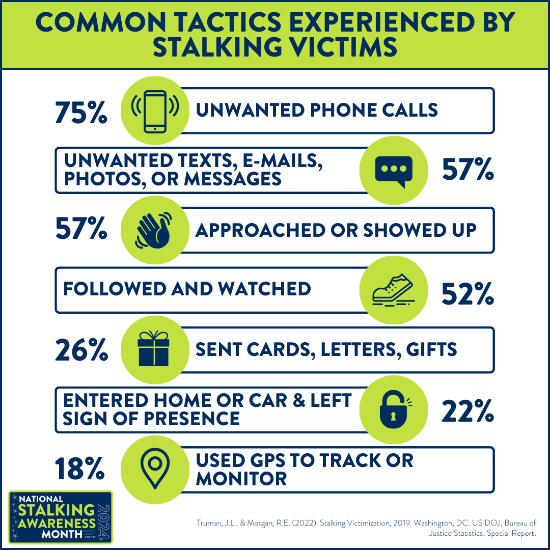 COMMON TACTICS EXPERIENCED BY
STALKING VICTIMS
75%
UNWANTED PHONE CALLS
UNWANTED TEXTS, E-MAILS,
PHOTOS, OR MESSAGES
57%
57%
APPROACHED OR SHOWED UP
FOLLOWED AND WATCHED
52%
26%
SENT CARDS, LETTERS, GIFTS
ENTERED HOME OR CAR & LEFT
SIGN OF PRESENCE
22%
18%
USED GPS TO TRACK OR
MONITOR
NATIONAL
STALKING
AWARENESS
MONTH
2024
Truman, J.L., & Morgan, R.E. (2022). Stalking Victimization, 2019. Washington, DC: US DOJ, Bureau of
Justice Statistics, Special Report.